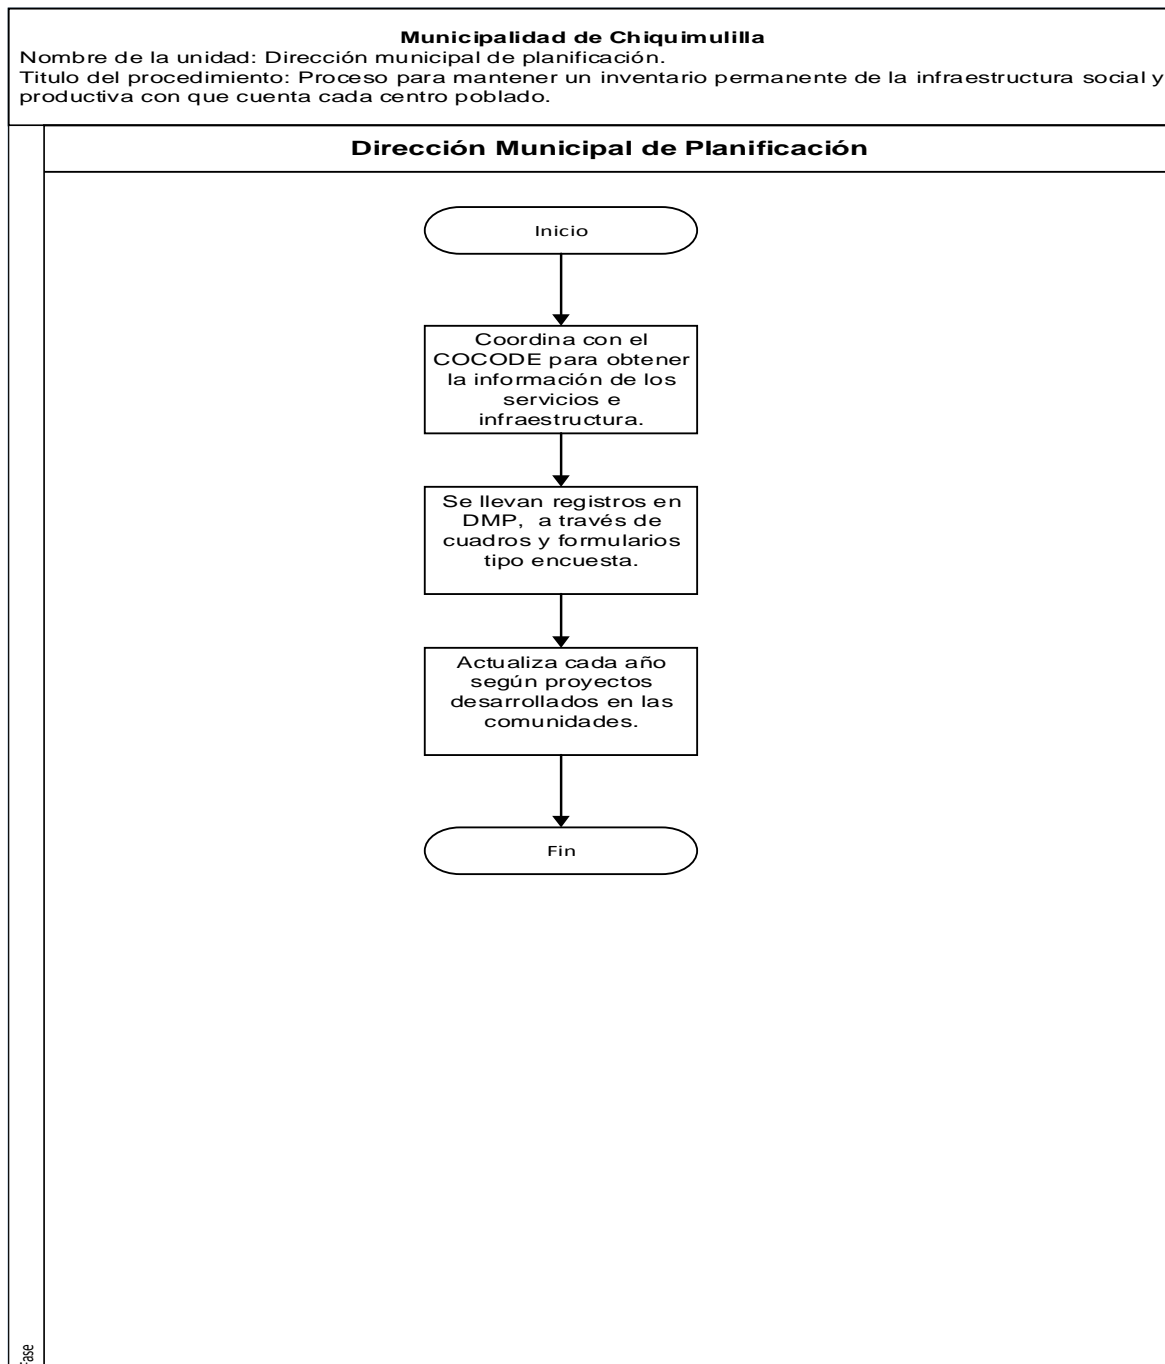 Municipalidad de Chiquimulilla
Nombre de la unidad: Dirección municipal de planificación.
Titulo del procedimiento: Proceso para mantener un inventario permanente de la infraestructura social y
productiva con que cuenta cada centro poblado.
Dirección Municipal de Planificación
Inicio
Coordina con el
COCODE para obtener
la información de los
servicios e
infraestructura.
Se llevan registros en
DMP, a través de
cuadros y formularios
tipo encuesta.
Actualiza cada año
según proyectos
desarrollados en las
comunidades.
Fin
Fase